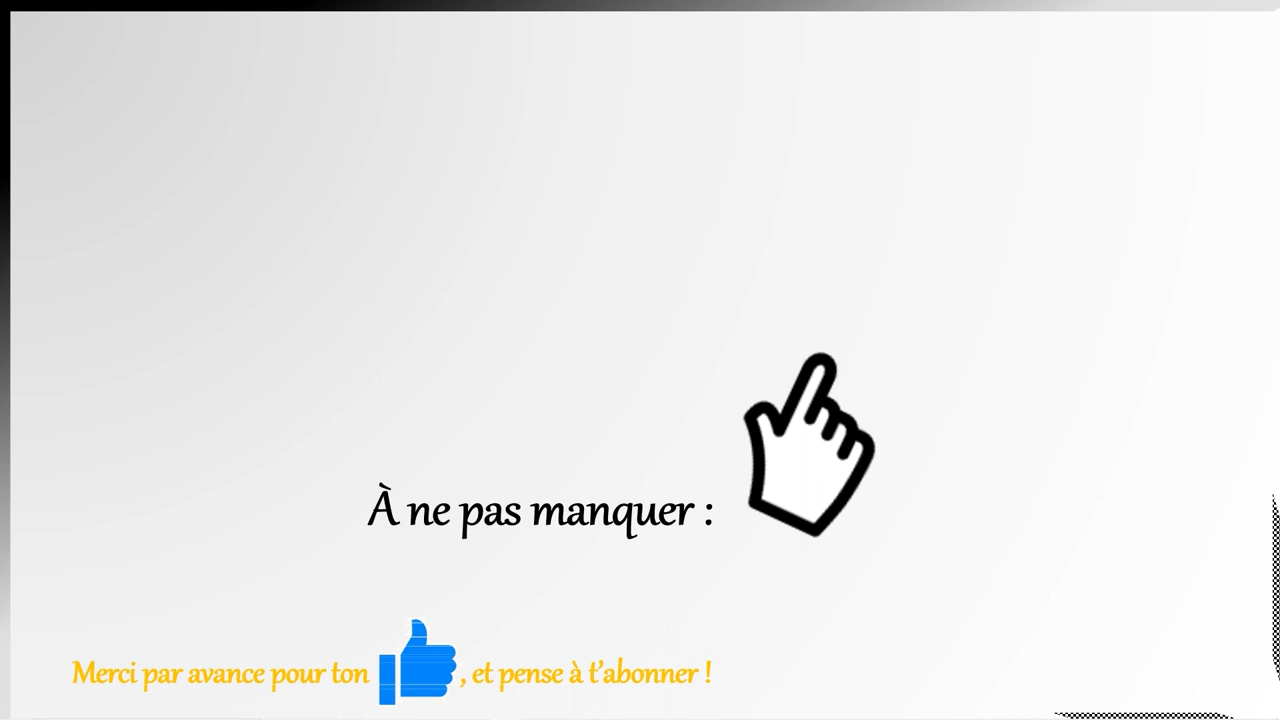 À ne pas manquer :
Merci par avance pour ton , et pense à t’abonner !